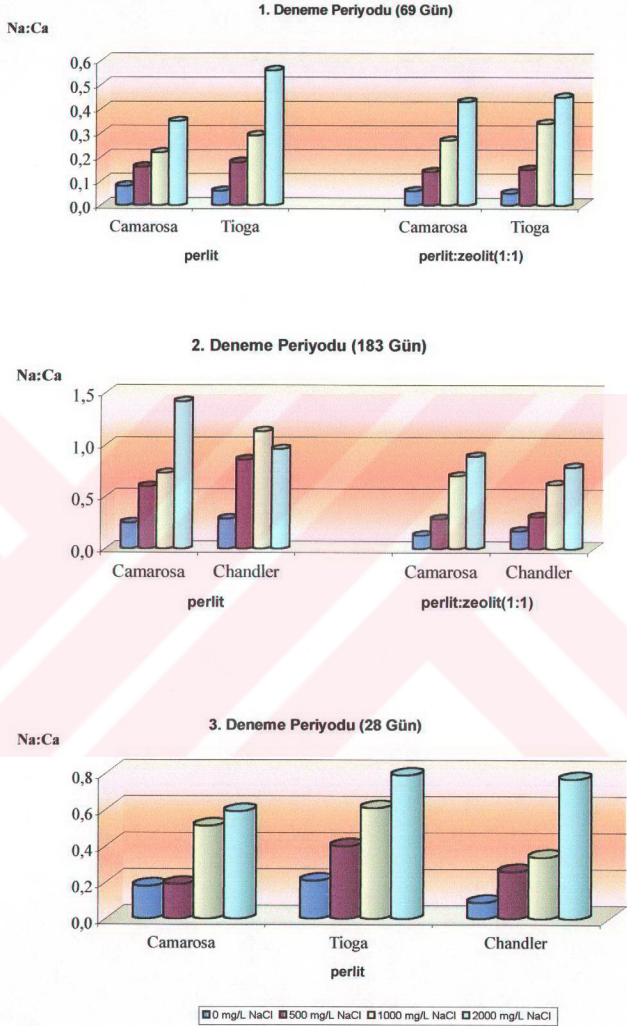 1. Deneme Periyodu (69 Gün)
Na:Ca
0,6
0,5
0,4
0,3
0,2
0,1
0,0
Camarosa Tioga Camarosa Tioga
perlit perlit:zeolit(1:1)
2. Deneme Periyodu (183 Gün)
Na:Ca
1,5
1,0
0,5
0,0
Camarosa Chandler Camarosa Chandler
perlit perlit:zeolit(1:1)
3. Deneme Periyodu (28 Gün)
Na:Ca
0,8
0,6
0,4
0,2
0,0
Camarosa Tioga Chandler
perlit
0 mg/L NaCl 500 mg/L NaCl 1000 mg/L NaCl 2000 mg/L NaCl